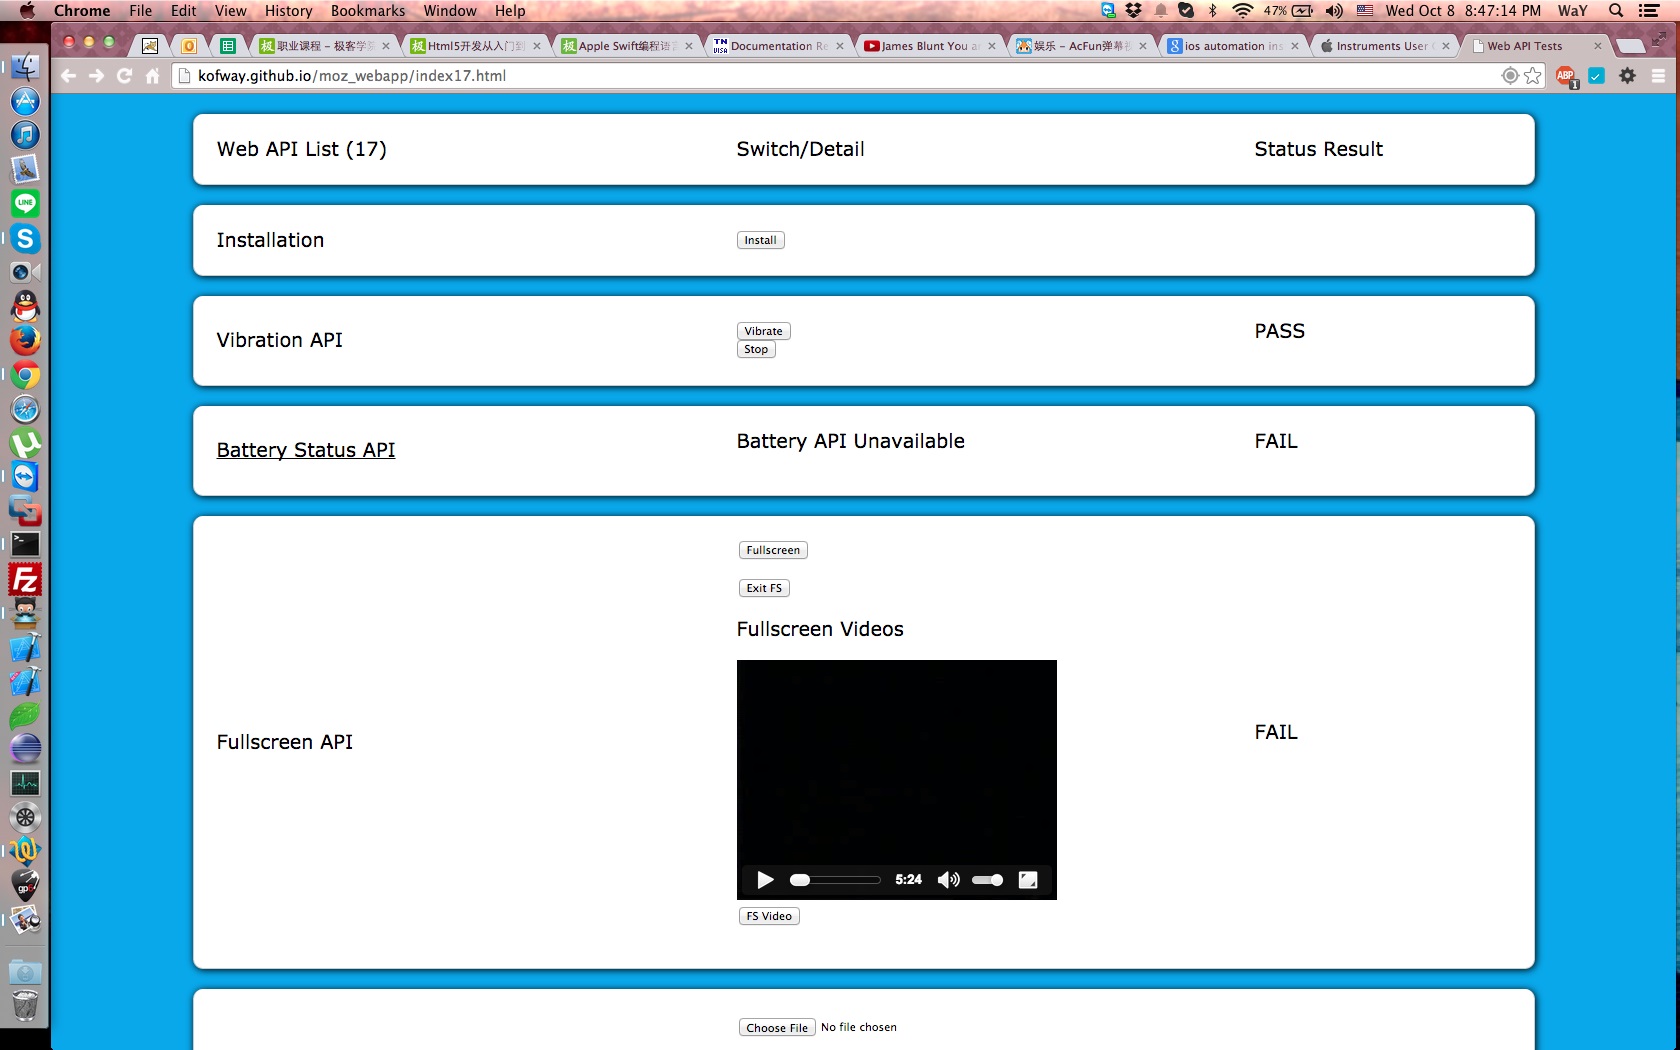 Chrome File Edit View History Bookmarks Window Help 47% Wed Oct 8 8:47:14 PM WaY
职业课程 - 极客学 Html5开发从入门到 Apple Swift编程语言 Documentation Re James Blunt You a 娱乐 - AcFun弹幕 ios automation ins Instruments User Web API Tests
kofway.github.io/moz_webapp/index17.html
ABP 1
Web API List (17) Switch/Detail Status Result
Installation Install
Vibration API Vibrate PASS
Stop
Battery Status API Battery API Unavailable FAIL
Fullscreen
Exit FS
Fullscreen Videos
Fullscreen API FAIL
5:24
FS Video
Choose File No file chosen